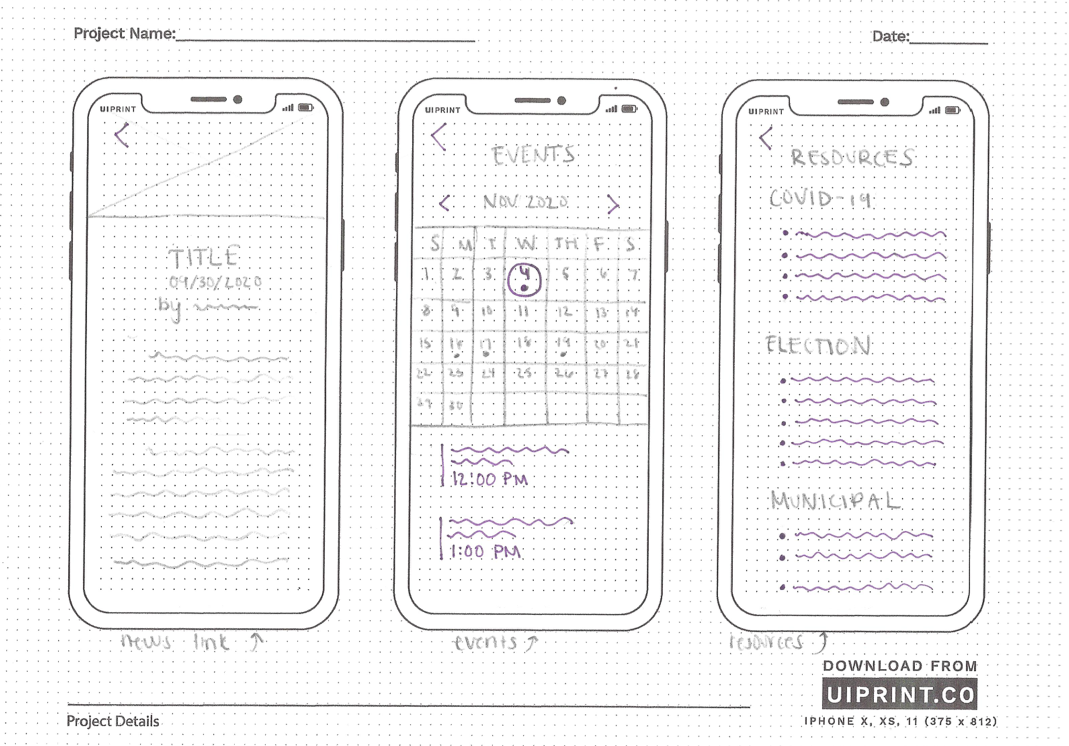 Project Name:
Date:
UIPRINT
TITLE
09/30/2020
by
news link
UIPRINT
EVENTS
< NOV 2020 >
S M T W TH F S
1 2 3 4 5 6 7
8 9 10 11 12 13 14
15 16 17 18 19 20 21
22 23 24 25 26 27 28
29 30
12:00 PM
1:00 PM
events
UIPRINT
RESOURCES
COVID-19
ELECTION
MUNICIPAL
resources
DOWNLOAD FROM
UIPRINT.CO
IPHONE X, XS, 11 (375 x 812)
Project Details